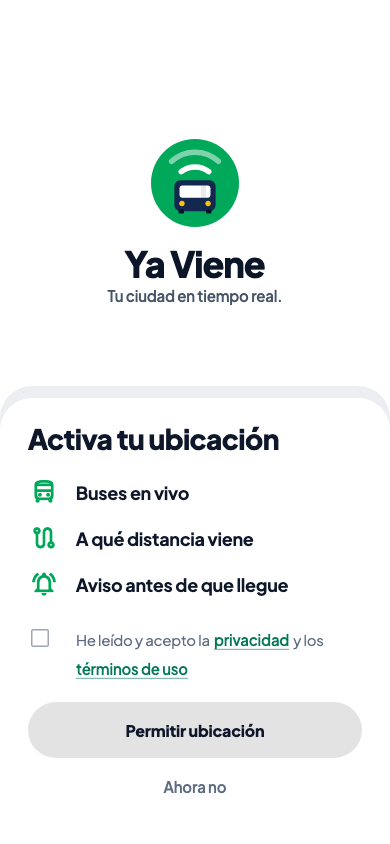 Ya Viene
Tu ciudad en tiempo real.
Activa tu ubicación
Buses en vivo
A qué distancia viene
Aviso antes de que llegue
He leído y acepto la privacidad y los
términos de uso
Permitir ubicación
Ahora no